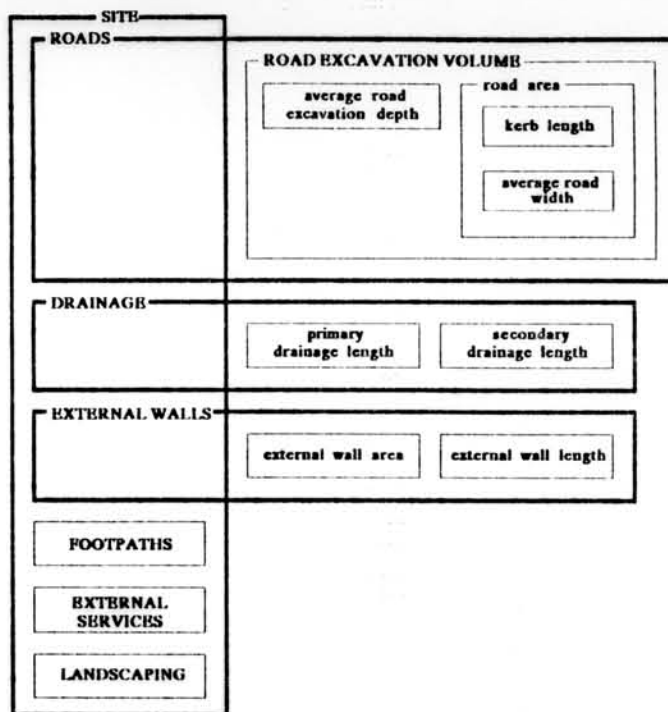 SITE
ROADS
ROAD EXCAVATION VOLUME
average road
excavation depth
road area
kerb length
average road
width
DRAINAGE
primary
drainage length
secondary
drainage length
EXTERNAL WALLS
external wall area
external wall length
FOOTPATHS
EXTERNAL
SERVICES
LANDSCAPING